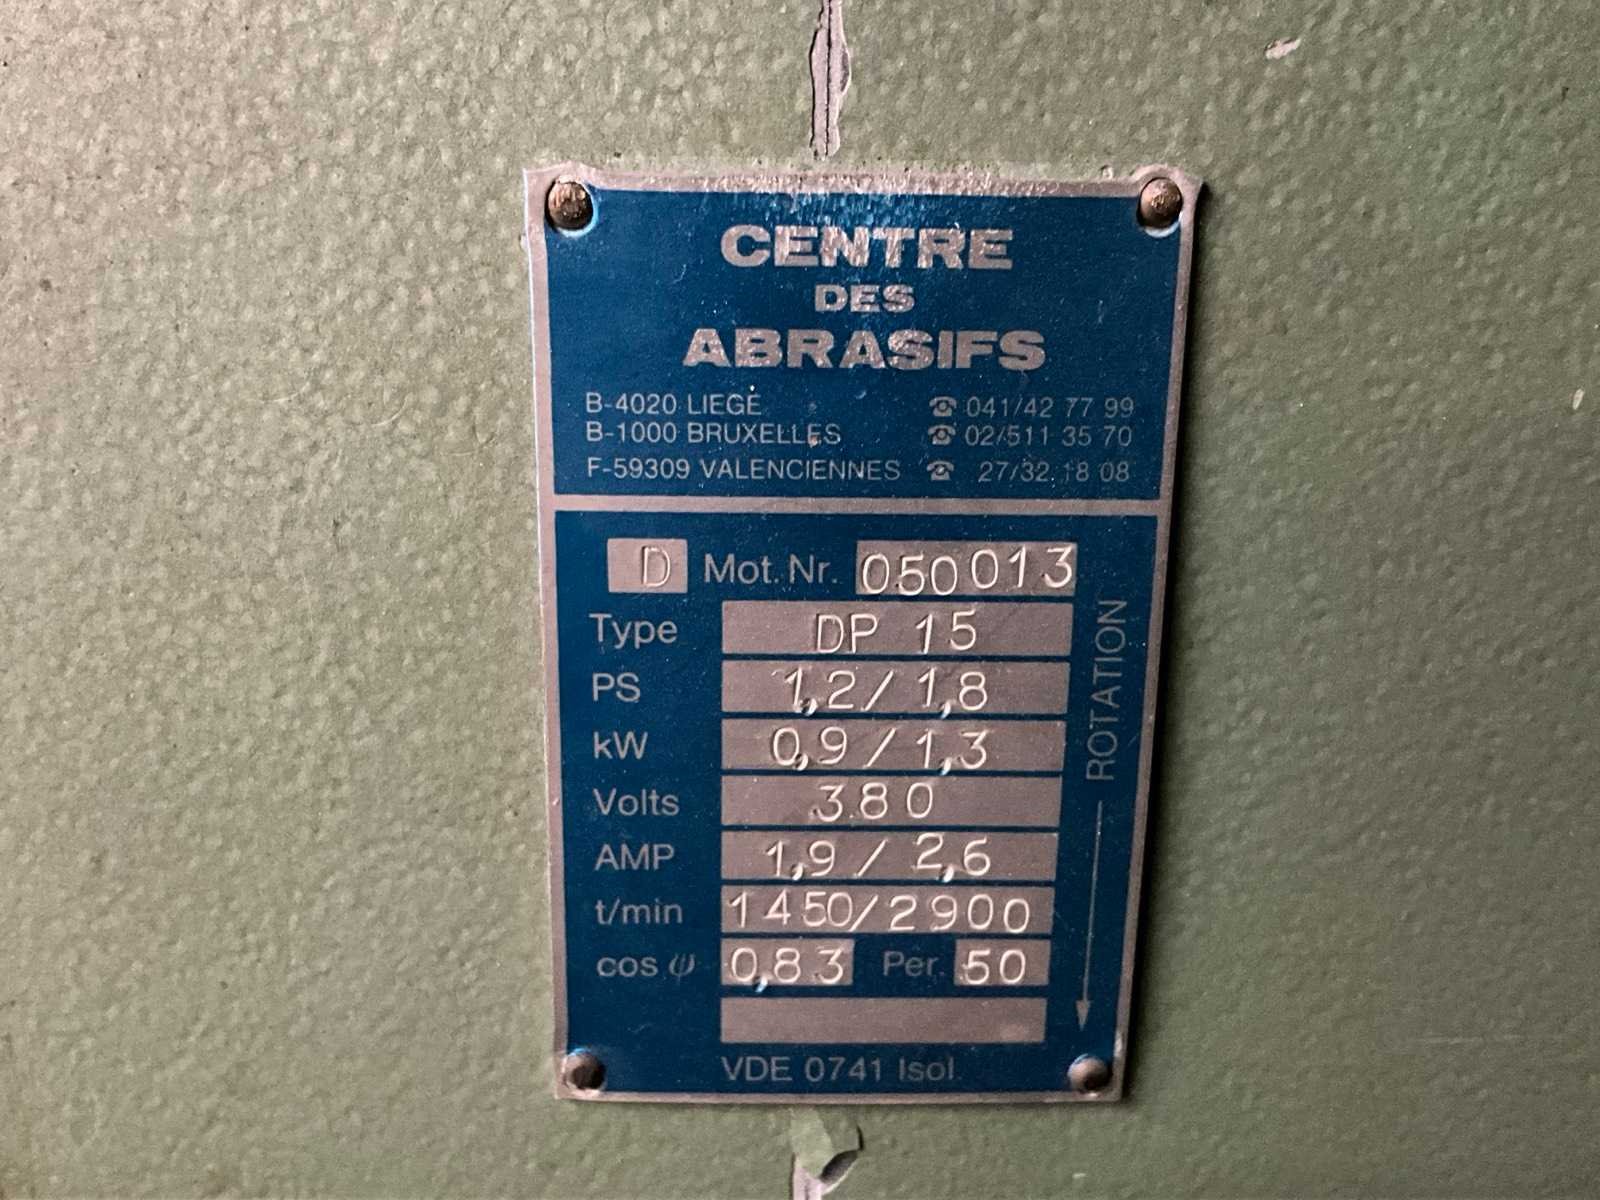 CENTRE
DES
ABRASIFS
B-4020 LIEGE ☎ 041/42 77 99
B-1000 BRUXELLES ☎ 02/511 35 70
F-59309 VALENCIENNES ☎ 27/32.18 08
D Mot. Nr. 050013
Type DP 15
PS 1,2/1,8
kW 0,9/1,3
Volts 380
AMP 1,9/2,6
t/min 1450/2900
cos ψ 0,83 Per. 50
ROTATION
VDE 0741 Isol.